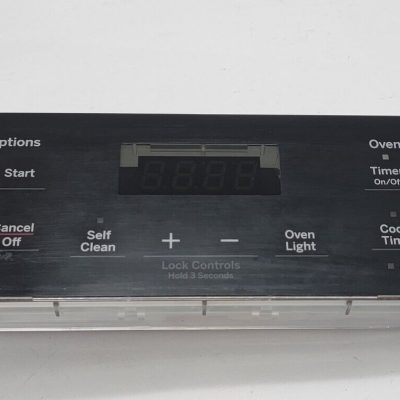 ptions
Start
Cancel
Off
Self
Clean
+ −
Lock Controls
Hold 3 Seconds
Oven
Light
Oven
Timer
On/Off
Coo
Tim